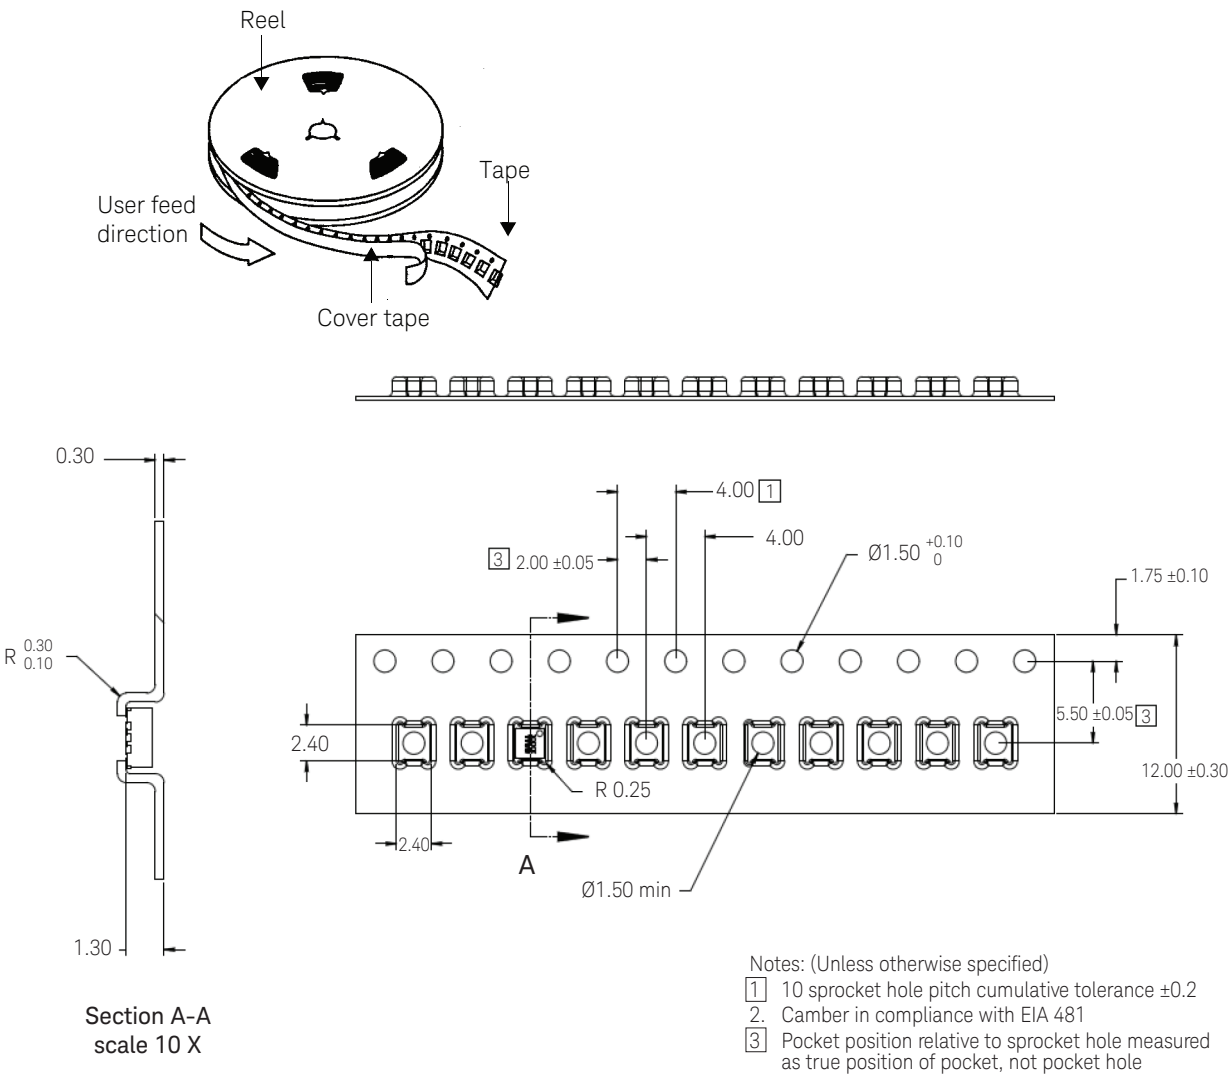 Reel
Tape
User feed
direction
Cover tape
0.30
4.00 1
4.00
3 2.00 ±0.05
Ø1.50 +0.10
0
1.75 ±0.10
R 0.30
0.10
5.50 ±0.05 3
2.40
12.00 ±0.30
R 0.25
2.40
A
Ø1.50 min
1.30
Section A-A
scale 10 X
Notes: (Unless otherwise specified)
1 10 sprocket hole pitch cumulative tolerance ±0.2
2. Camber in compliance with EIA 481
3 Pocket position relative to sprocket hole measured
as true position of pocket, not pocket hole